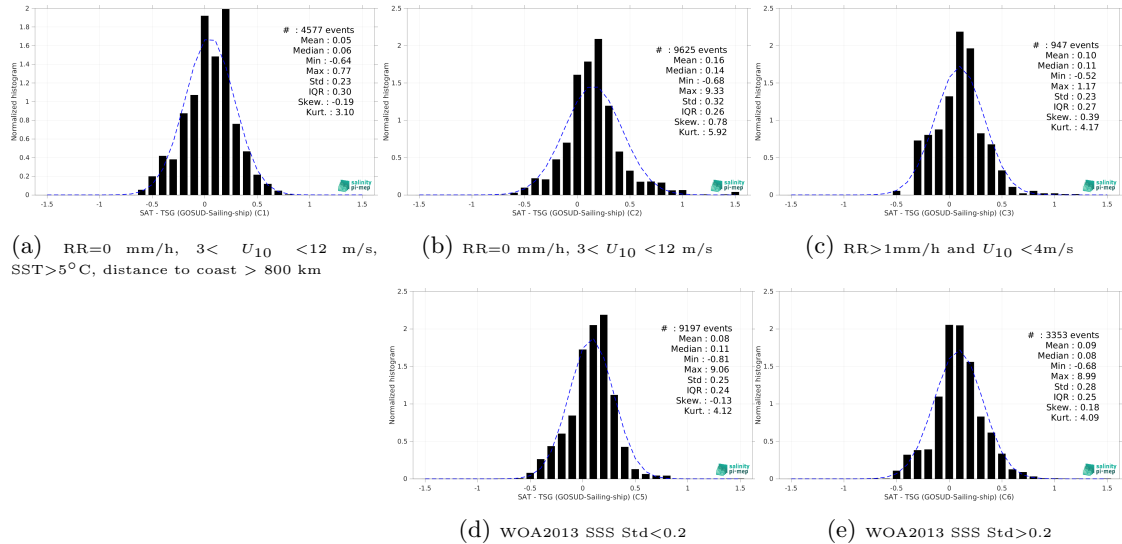 2
1.8
1.6
1.4
1.2
1
0.8
0.6
0.4
0.2
0
Normalized histogram
# : 4577 events
Mean : 0.05
Median : 0.06
Min : -0.64
Max : 0.77
Std : 0.23
IQR : 0.30
Skew. : -0.19
Kurt. : 3.10
salinity
pi-mep
-1.5 -1 -0.5 0 0.5 1 1.5
SAT - TSG (GOSUD-Sailing-ship) (C1)
(a) RR=0 mm/h, 3< U10 <12 m/s,
SST>5°C, distance to coast > 800 km
2.5
2
1.5
1
0.5
0
Normalized histogram
# : 9625 events
Mean : 0.16
Median : 0.14
Min : -0.68
Max : 9.33
Std : 0.32
IQR : 0.26
Skew. : 0.78
Kurt. : 5.92
salinity
pi-mep
-1.5 -1 -0.5 0 0.5 1 1.5
SAT - TSG (GOSUD-Sailing-ship) (C2)
(b) RR=0 mm/h, 3< U10 <12 m/s
2.5
2
1.5
1
0.5
0
Normalized histogram
# : 947 events
Mean : 0.10
Median : 0.11
Min : -0.52
Max : 1.17
Std : 0.23
IQR : 0.27
Skew. : 0.39
Kurt. : 4.17
salinity
pi-mep
-1.5 -1 -0.5 0 0.5 1 1.5
SAT - TSG (GOSUD-Sailing-ship) (C3)
(c) RR>1mm/h and U10 <4m/s
2.5
2
1.5
1
0.5
0
Normalized histogram
# : 9197 events
Mean : 0.08
Median : 0.11
Min : -0.81
Max : 9.06
Std : 0.25
IQR : 0.24
Skew. : -0.13
Kurt. : 4.12
salinity
pi-mep
-1.5 -1 -0.5 0 0.5 1 1.5
SAT - TSG (GOSUD-Sailing-ship) (C5)
(d) WOA2013 SSS Std<0.2
2.5
2
1.5
1
0.5
0
Normalized histogram
# : 3353 events
Mean : 0.09
Median : 0.08
Min : -0.68
Max : 8.99
Std : 0.28
IQR : 0.25
Skew. : 0.18
Kurt. : 4.09
salinity
pi-mep
-1.5 -1 -0.5 0 0.5 1 1.5
SAT - TSG (GOSUD-Sailing-ship) (C6)
(e) WOA2013 SSS Std>0.2